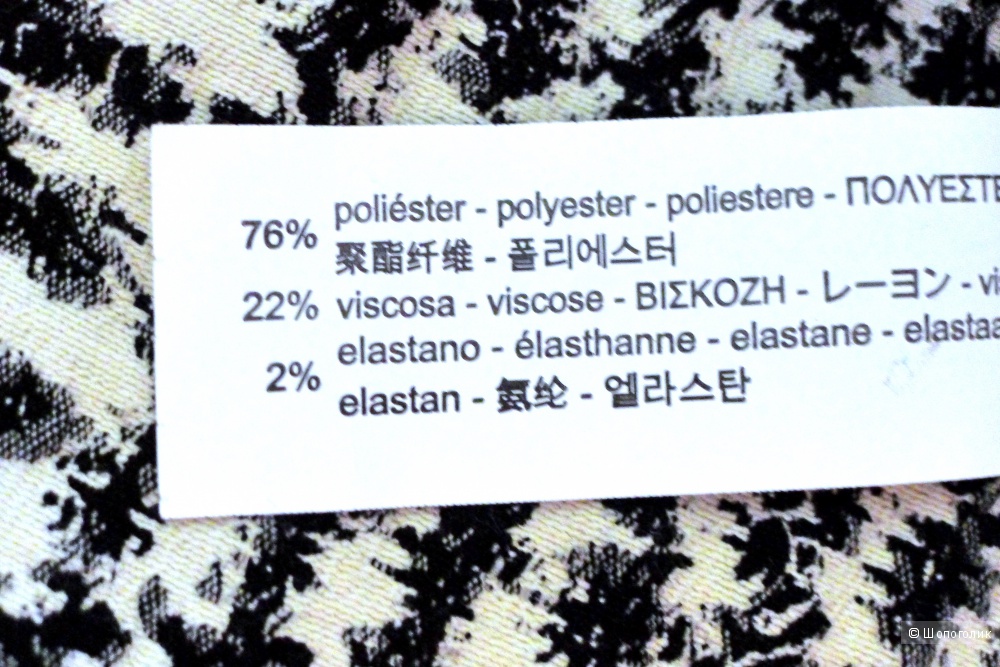 76% poliéster - polyester - poliestere - ΠΟΛΥΕΣΤΕ
聚酯纤维 - 폴리에스터
22% viscosa - viscose - ΒΙΣΚΟΖΗ - レーヨン - vis
2% elastano - élasthanne - elastane - elastaa
elastan - 氨纶 - 엘라스탄
© Шопоголик